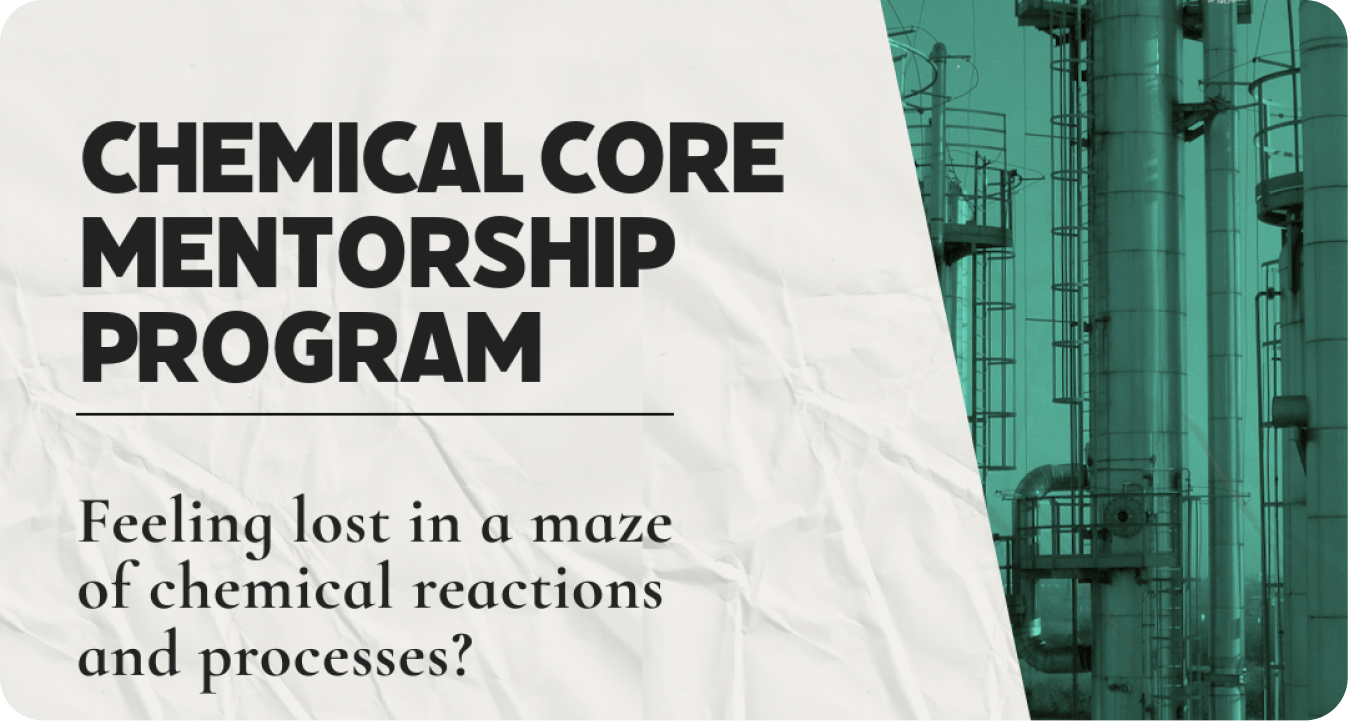 CHEMICAL CORE
MENTORSHIP
PROGRAM
Feeling lost in a maze
of chemical reactions
and processes?